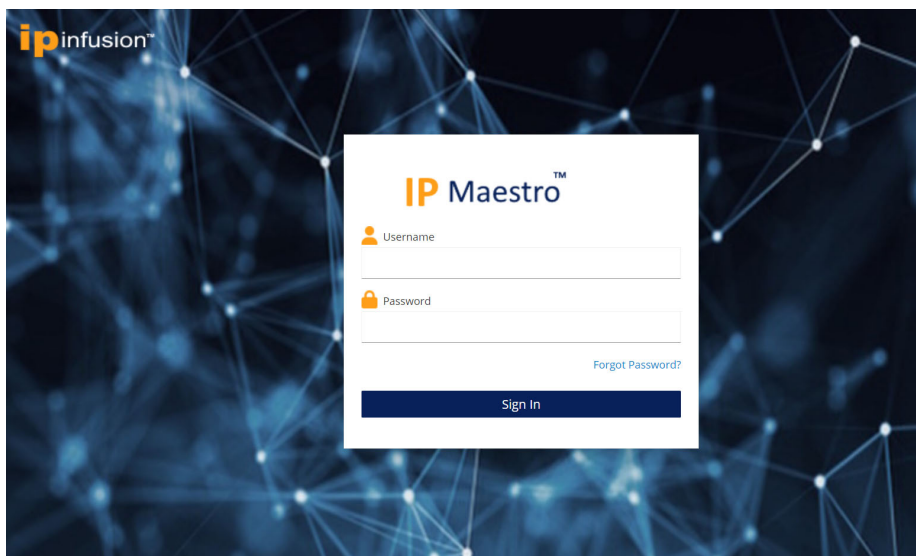 ipinfusion™
IP Maestro™
Username
Password
Forgot Password?
Sign In